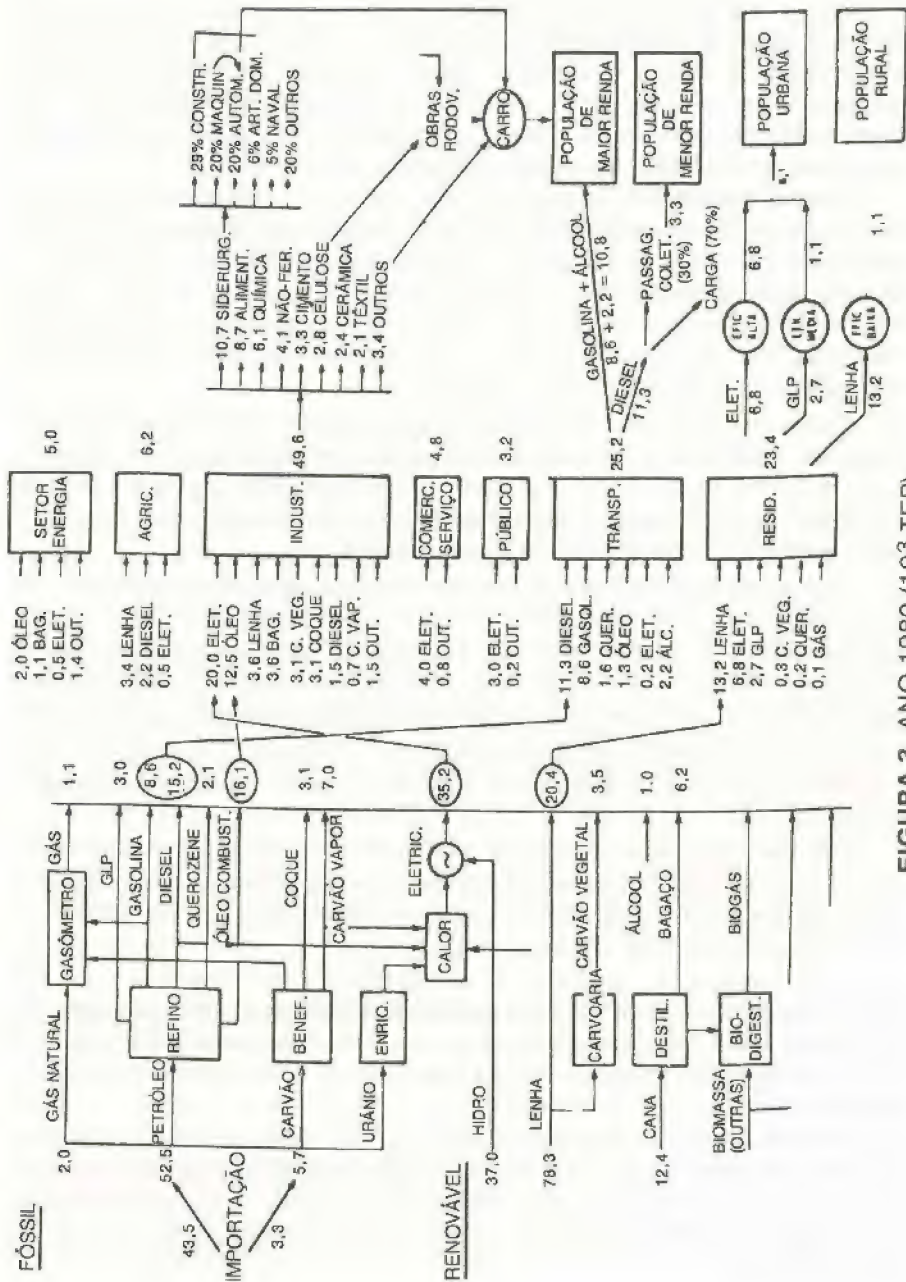 FÓSSIL
GÁS NATURAL
2,0
GASÔMETRO
GÁS
1,1
GLP
3,0
GASOLINA
8,6
DIESEL
15,2
QUEROZENE
2,1
ÓLEO COMBUST.
16,1
PETRÓLEO
52,5
REFINO
43,5
IMPORTAÇÃO
3,3
CARVÃO
5,7
BENEF.
COQUE
3,1
7,0
CARVÃO VAPOR
URÂNIO
ENRIQ.
CALOR
ELETRIC.
~
35,2
RENOVÁVEL
HIDRO
37,0
LENHA
78,3
20,4
CARVOARIA
CARVÃO VEGETAL
3,5
CANA
12,4
DESTIL.
ÁLCOOL
1,0
BAGAÇO
6,2
BIOMASSA
(OUTRAS)
BIO-
DIGEST.
BIOGÁS
2,0 ÓLEO
1,1 BAG.
0,5 ELET.
1,4 OUT.
SETOR
ENERGIA
5,0
3,4 LENHA
2,2 DIESEL
0,5 ELET.
AGRIC.
6,2
20,0 ELET
12,5 ÓLEO
3,6 LENHA
3,6 BAG.
3,1 C. VEG.
3,1 COQUE
1,5 DIESEL
0,7 C. VAP.
1,5 OUT.
INDUST.
49,6
4,0 ELET.
0,8 OUT.
COMERC.
SERVIÇO
4,8
3,0 ELET.
0,2 OUT.
PÚBLICO
3,2
11,3 DIESEL
8,6 GASOL.
1,6 QUER.
1,3 ÓLEO
0,2 ELET.
2,2 ÁLC.
TRANSP.
25,2
13,2 LENHA
6,8 ELET.
2,7 GLP
0,3 C. VEG.
0,2 QUER.
0,1 GÁS
RESID.
23,4
10,7 SIDERURG.
8,7 ALIMENT.
6,1 QUÍMICA
4,1 NÃO-FER.
3,3 CIMENTO
2,8 CELULOSE
2,4 CERÂMICA
2,1 TÊXTIL
3,4 OUTROS
29% CONSTR.
20% MAQUIN
20% AUTOM.
6% ART. DOM.
5% NAVAL
20% OUTROS
OBRAS
RODOV.
CARRO
GASOLINA + ÁLCOOL
8,6 + 2,2 = 10,8
DIESEL
11,3
PASSAG.
COLET.
(30%)
3,3
CARGA (70%)
POPULAÇÃO
DE
MAIOR RENDA
POPULAÇÃO
DE
MENOR RENDA
ELET.
6,8
EFIC
ALTA
6,8
GLP
2,7
MÉDIA
1,1
LENHA
13,2
EFIC
BAIXA
1,1
POPULAÇÃO
URBANA
POPULAÇÃO
RURAL
FIGURA 3